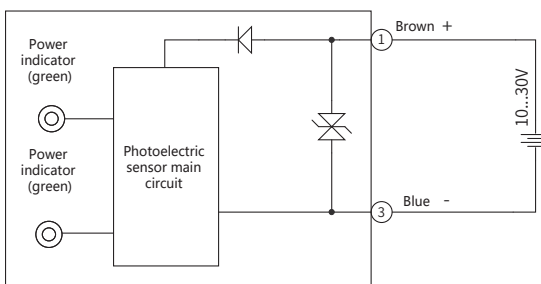 Power
indicator
(green)
Power
indicator
(green)
Photoelectric
sensor main
circuit
1
Brown +
10...30V
3
Blue -